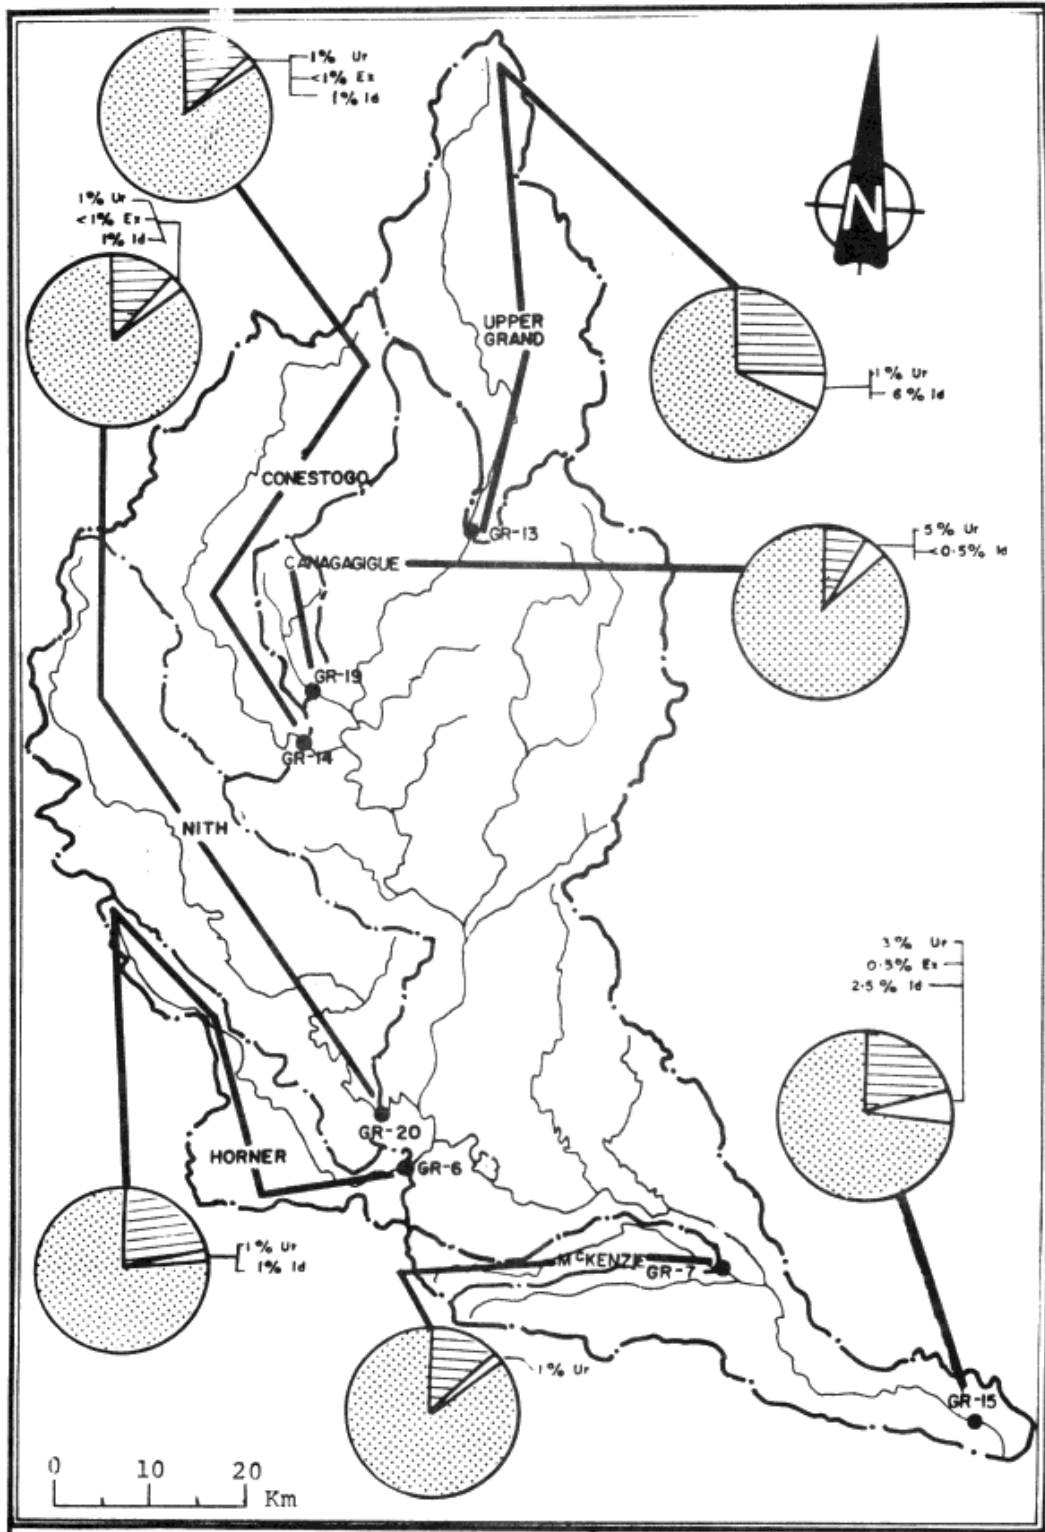 1% Ur
<1% Ex
1% Id
N
1% Ur
<1% Ex
1% Id
UPPER
GRAND
1% Ur
6% Id
CONESTOGO
GR-13
5% Ur
<0.5% Id
CANAGAGIGUE
GR-19
GR-14
NITH
3% Ur
0.5% Ex
2.5% Id
GR-20
HORNER
GR-6
1% Ur
1% Id
McKENZIE
GR-7
1% Ur
GR-15
0 10 20
Km